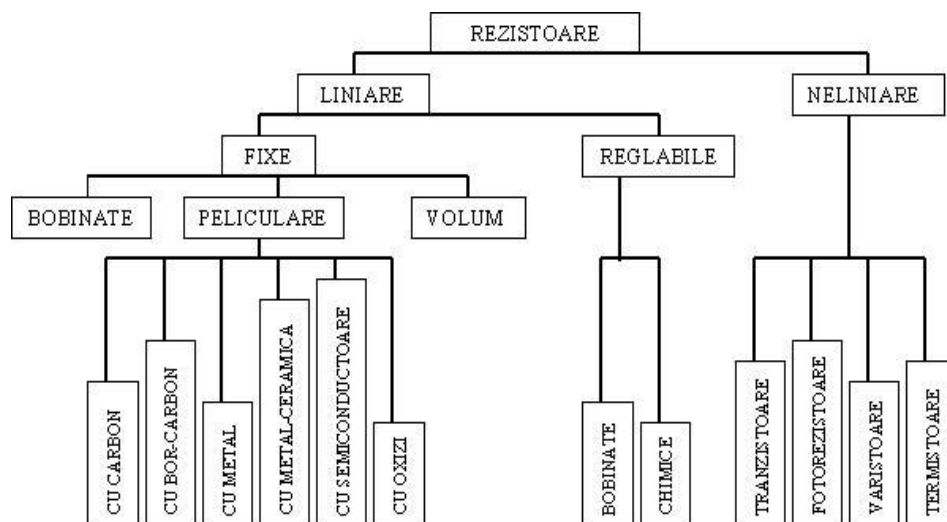 REZISTOARE
LINIARE
NELINIARE
FIXE
REGLABILE
BOBINATE
PELICULARE
VOLUM
CU CARBON
CU BOR-CARBON
CU METAL
CU METAL-CERAMICA
CU SEMICONDUCTOARE
CU OXIZI
BOBINATE
CHIMICE
TRANZISTOARE
FOTOREZISTOARE
VARISTOARE
TERMISTOARE